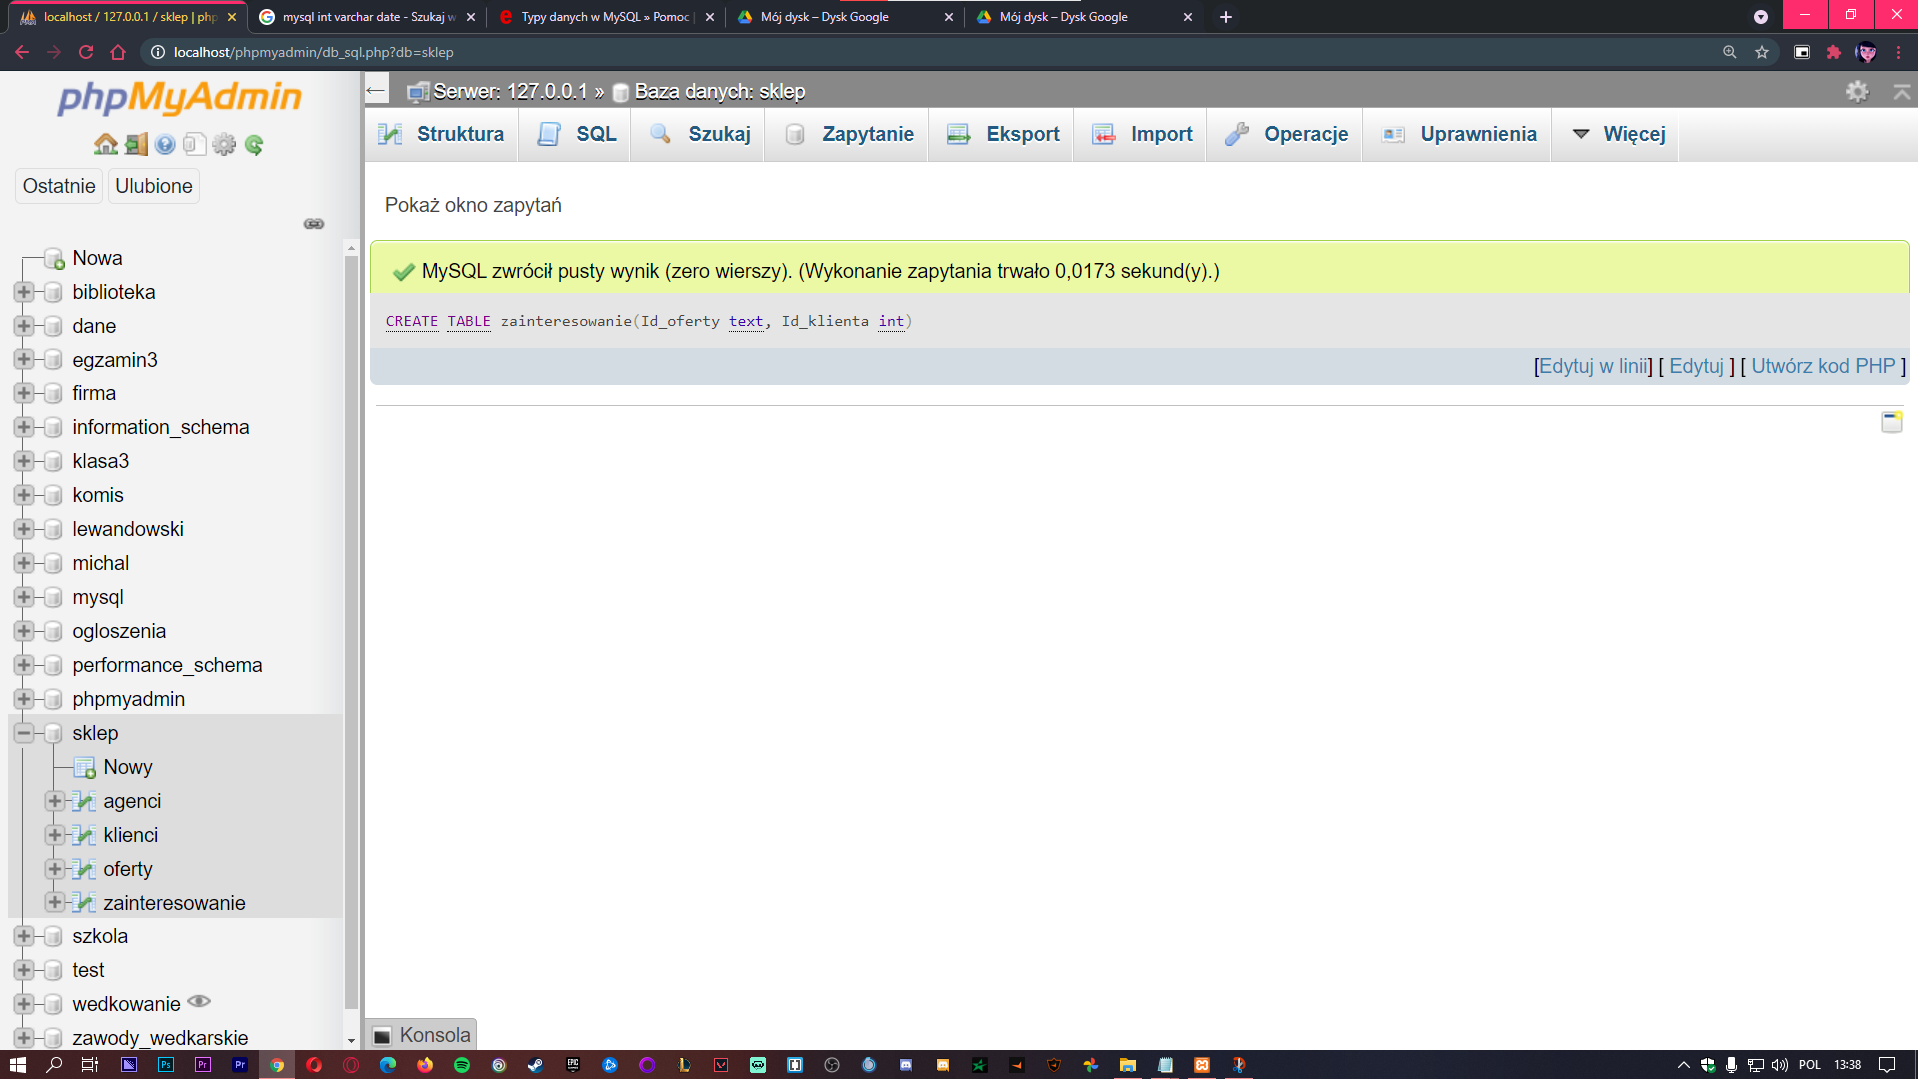 localhost / 127.0.0.1 / sklep | php
mysql int varchar date - Szukaj w
Typy danych w MySQL » Pomoc |
Mój dysk – Dysk Google
Mój dysk – Dysk Google
localhost/phpmyadmin/db_sql.php?db=sklep
phpMyAdmin
Ostatnie Ulubione
Nowa
biblioteka
dane
egzamin3
firma
information_schema
klasa3
komis
lewandowski
michal
mysql
ogloszenia
performance_schema
phpmyadmin
sklep
Nowy
agenci
klienci
oferty
zainteresowanie
szkola
test
wedkowanie
zawody_wedkarskie
Serwer: 127.0.0.1 » Baza danych: sklep
Struktura SQL Szukaj Zapytanie Eksport Import Operacje Uprawnienia Więcej
Pokaż okno zapytań
MySQL zwrócił pusty wynik (zero wierszy). (Wykonanie zapytania trwało 0,0173 sekund(y).)
CREATE TABLE zainteresowanie(Id_oferty text, Id_klienta int)
[Edytuj w linii] [ Edytuj ] [ Utwórz kod PHP ]
Konsola
Ps
Pr
Pr
EPIC
POL
13:38